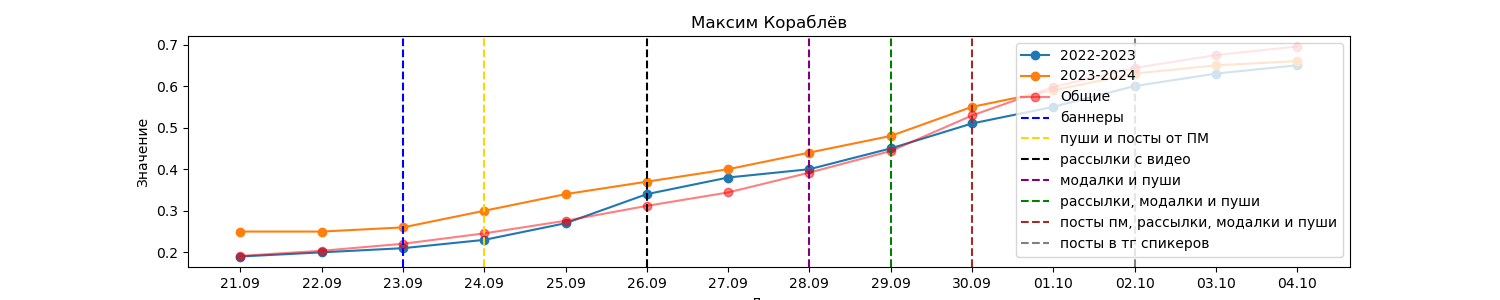 Максим Кораблёв
Значение
0.7
0.6
0.5
0.4
0.3
0.2
21.09 22.09 23.09 24.09 25.09 26.09 27.09 28.09 29.09 30.09 01.10 02.10 03.10 04.10
2022-2023
2023-2024
Общие
баннеры
пуши и посты от ПМ
рассылки с видео
модалки и пуши
рассылки, модалки и пуши
посты пм, рассылки, модалки и пуши
посты в тг спикеров